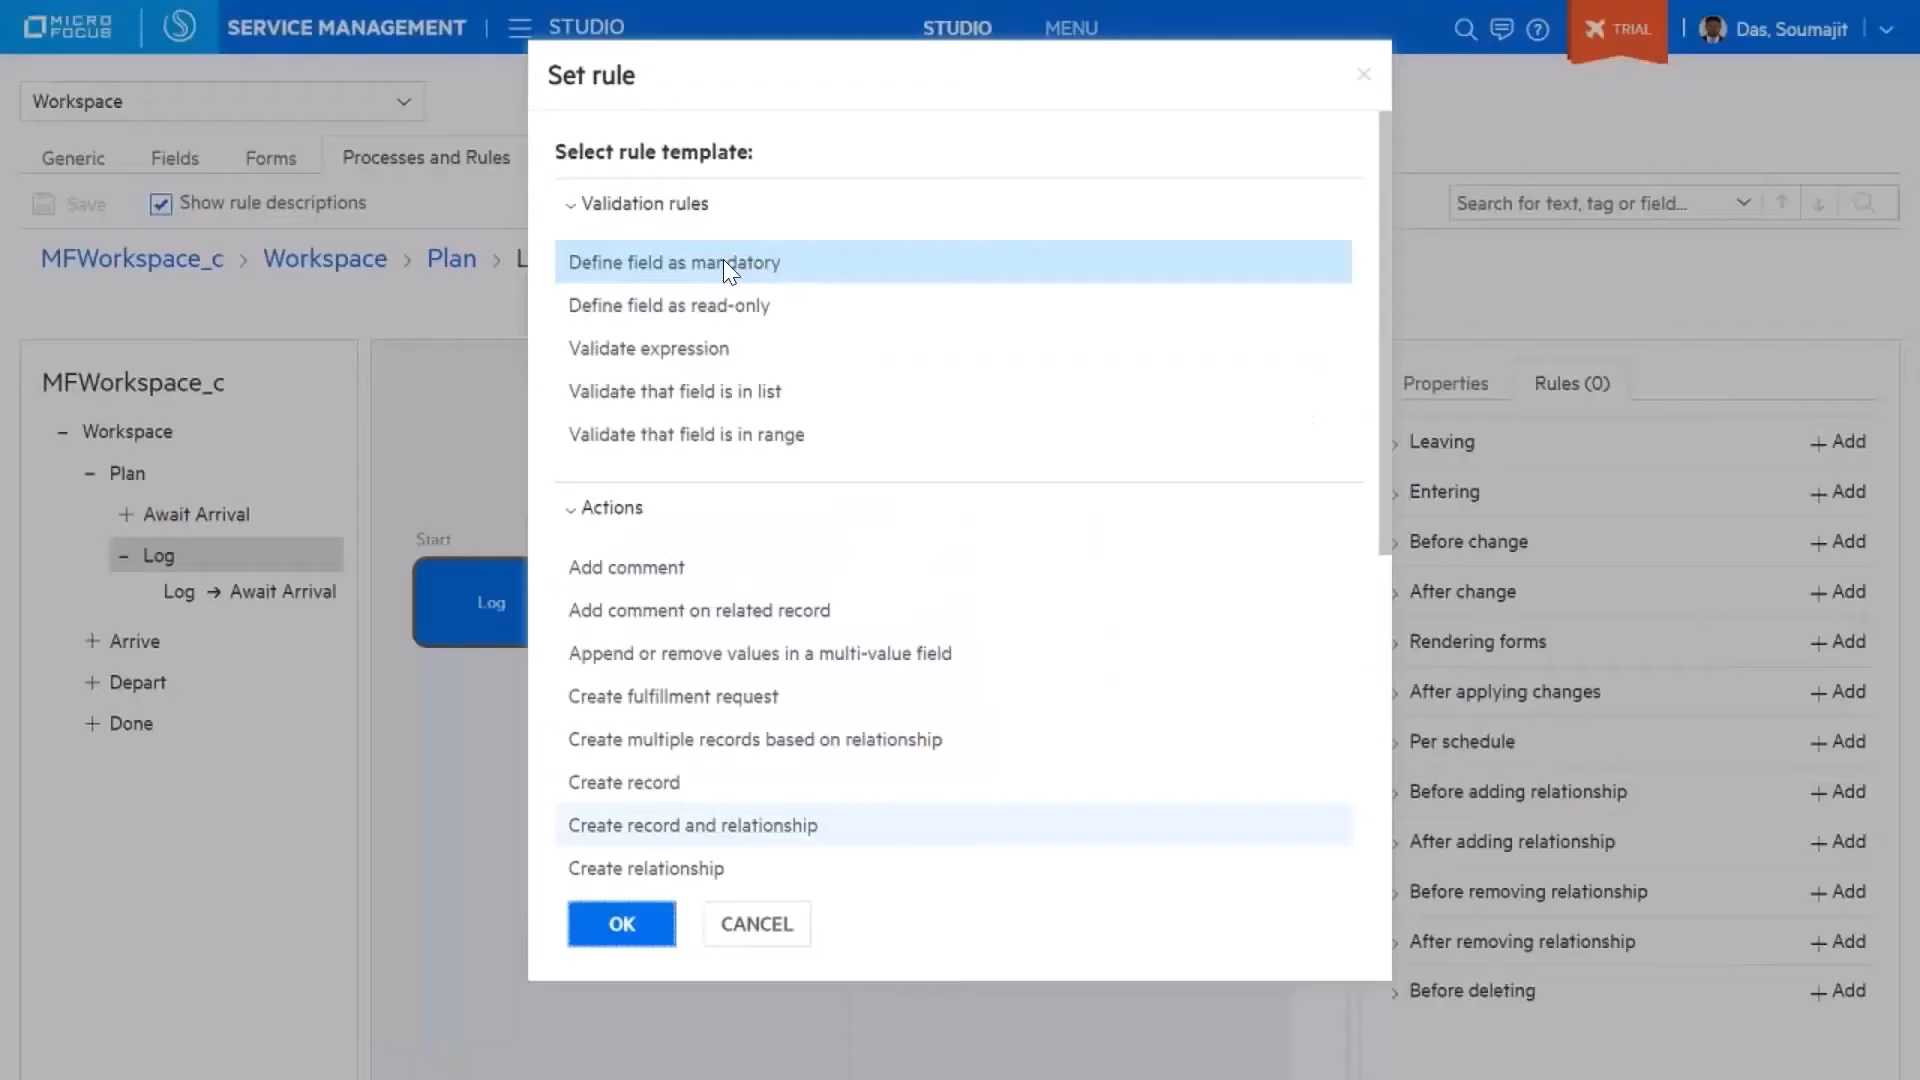 MICRO
FOCUS
SERVICE MANAGEMENT
STUDIO
STUDIO
MENU
TRIAL
Das, Soumajit
Workspace
Generic
Fields
Forms
Processes and Rules
Save
Show rule descriptions
Search for text, tag or field...
MFWorkspace_c > Workspace > Plan > L
MFWorkspace_c
– Workspace
– Plan
+ Await Arrival
– Log
Log → Await Arrival
+ Arrive
+ Depart
+ Done
Start
Log
Set rule
×
Select rule template:
Validation rules
Define field as mandatory
Define field as read-only
Validate expression
Validate that field is in list
Validate that field is in range
Actions
Add comment
Add comment on related record
Append or remove values in a multi-value field
Create fulfillment request
Create multiple records based on relationship
Create record
Create record and relationship
Create relationship
OK
CANCEL
Properties
Rules (0)
Leaving + Add
Entering + Add
Before change + Add
After change + Add
Rendering forms + Add
After applying changes + Add
Per schedule + Add
Before adding relationship + Add
After adding relationship + Add
Before removing relationship + Add
After removing relationship + Add
Before deleting + Add